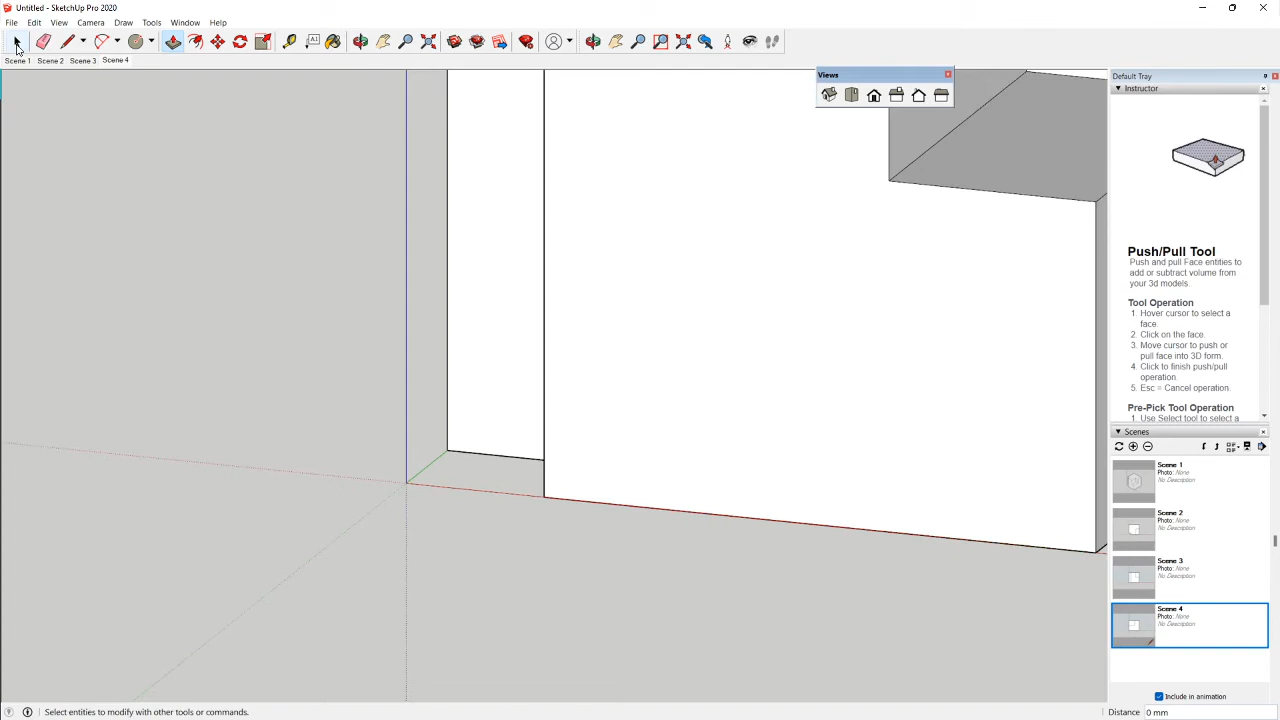 Untitled - SketchUp Pro 2020
File Edit View Camera Draw Tools Window Help
Scene 1 Scene 2 Scene 3 Scene 4
Views
Default Tray
Instructor
Push/Pull Tool
Push and pull Face entities to
add or subtract volume from
your 3d models
Tool Operation
1. Hover cursor to select a
face.
2. Click on the face.
3. Move cursor to push or
pull face into 3D form.
4. Click to finish push/pull
operation.
5. Esc = Cancel operation.
Pre-Pick Tool Operation
1. Use Select tool to select a
Scenes
Scene 1
Photo: None
No Description
Scene 2
Photo: None
No Description
Scene 3
Photo: None
No Description
Scene 4
Photo: None
No Description
Include in animation
Select entities to modify with other tools or commands.
Distance 0 mm